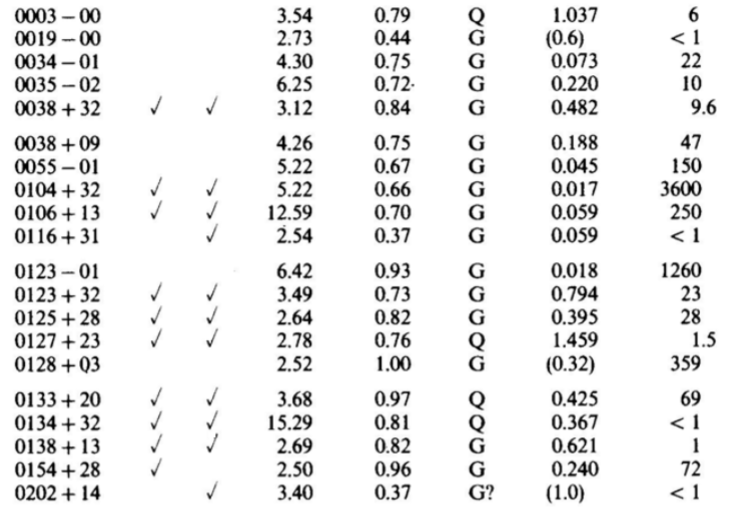 0003 – 00 3.54 0.79 Q 1.037 6
0019 – 00 2.73 0.44 G (0.6) < 1
0034 – 01 4.30 0.75 G 0.073 22
0035 – 02 6.25 0.72 G 0.220 10
0038 + 32 ✓ ✓ 3.12 0.84 G 0.482 9.6
0038 + 09 4.26 0.75 G 0.188 47
0055 – 01 5.22 0.67 G 0.045 150
0104 + 32 ✓ ✓ 5.22 0.66 G 0.017 3600
0106 + 13 ✓ ✓ 12.59 0.70 G 0.059 250
0116 + 31 ✓ 2.54 0.37 G 0.059 < 1
0123 – 01 6.42 0.93 G 0.018 1260
0123 + 32 ✓ ✓ 3.49 0.73 G 0.794 23
0125 + 28 ✓ ✓ 2.64 0.82 G 0.395 28
0127 + 23 ✓ ✓ 2.78 0.76 Q 1.459 1.5
0128 + 03 2.52 1.00 G (0.32) 359
0133 + 20 ✓ ✓ 3.68 0.97 Q 0.425 69
0134 + 32 ✓ ✓ 15.29 0.81 Q 0.367 < 1
0138 + 13 ✓ ✓ 2.69 0.82 G 0.621 1
0154 + 28 ✓ 2.50 0.96 G 0.240 72
0202 + 14 ✓ 3.40 0.37 G? (1.0) < 1